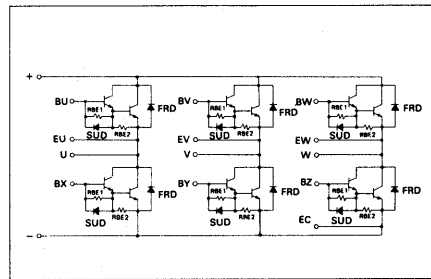 +
BU RBE1 FRD BV RBE1 FRD BW RBE1 FRD
SUD RBE2 SUD RBE2 SUD RBE2
EU EV EW
U V W
BX RBE1 FRD BY RBE1 FRD BZ RBE1 FRD
SUD RBE2 SUD RBE2 SUD RBE2
EC
-